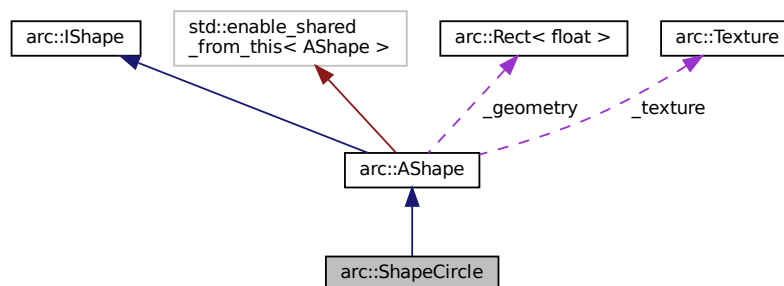 arc::IShape
std::enable_shared
_from_this< AShape >
arc::Rect< float >
arc::Texture
_geometry
_texture
arc::AShape
arc::ShapeCircle